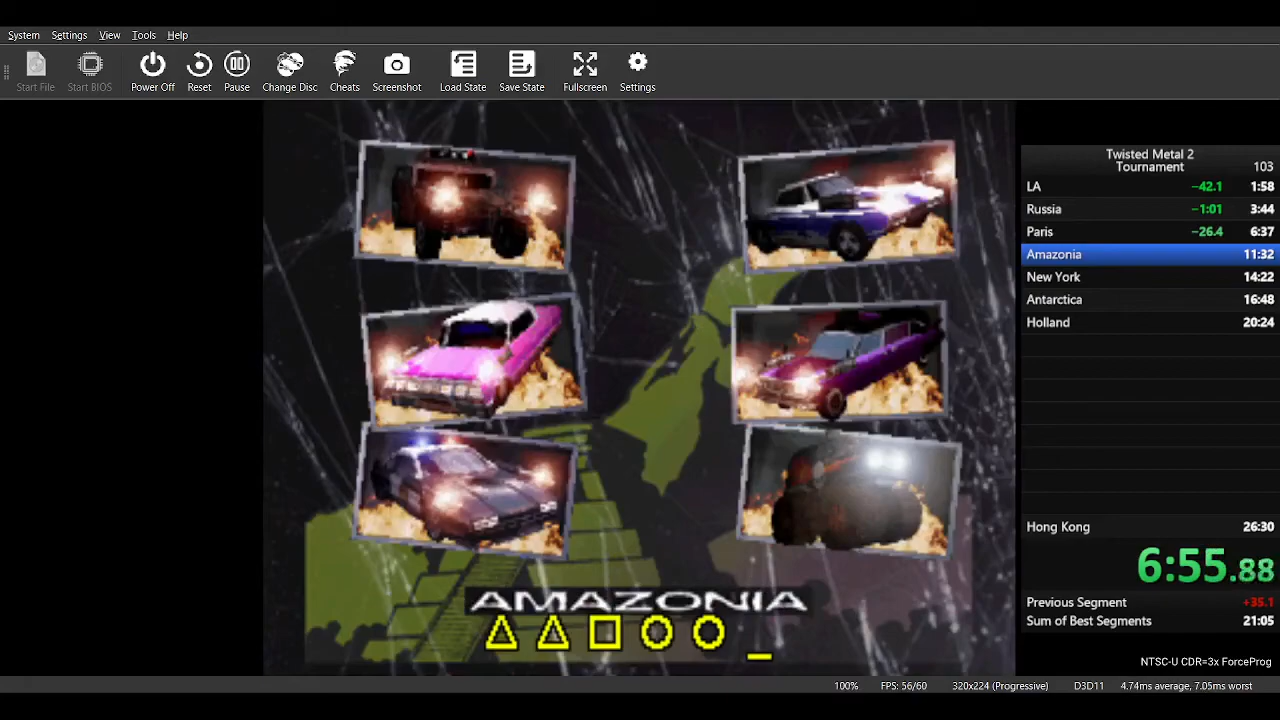 System Settings View Tools Help
Start File Start BIOS Power Off Reset Pause Change Disc Cheats Screenshot Load State Save State Fullscreen Settings
AMAZONIA
△ △ □ ○ ○ _
Twisted Metal 2
Tournament 103
LA −42.1 1:58
Russia −1:01 3:44
Paris −26.4 6:37
Amazonia 11:32
New York 14:22
Antarctica 16:48
Holland 20:24
Hong Kong 26:30
6:55.88
Previous Segment +35.1
Sum of Best Segments 21:05
NTSC-U CDR=3x ForceProg
100% FPS: 56/60 320x224 (Progressive) D3D11 4.74ms average, 7.05ms worst